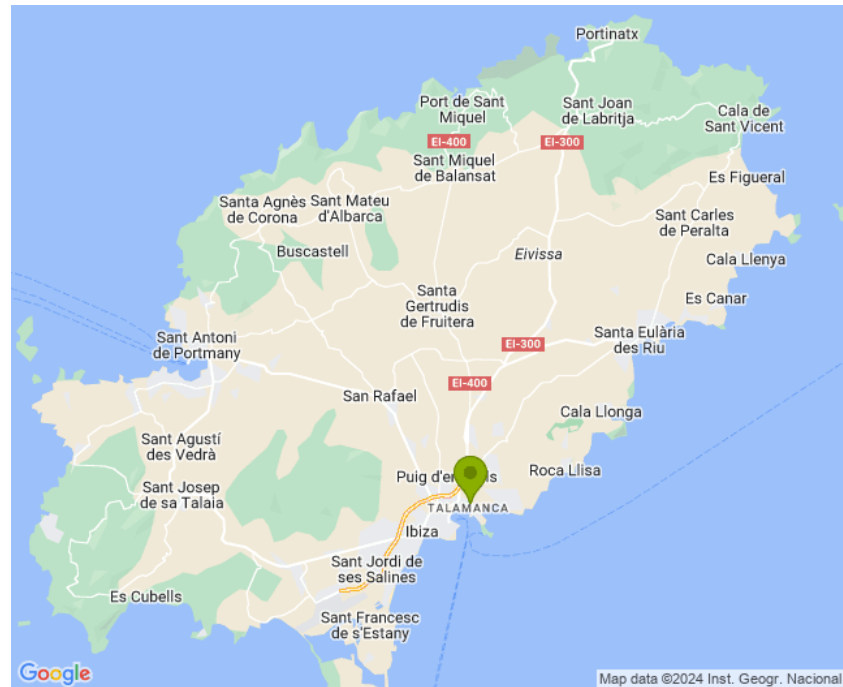 Portinatx
Port de Sant
Miquel
Sant Joan
de Labritja
Cala de
Sant Vicent
EI-400
EI-300
Sant Miquel
de Balansat
Es Figueral
Santa Agnès
de Corona
Sant Mateu
d'Albarca
Sant Carles
de Peralta
Buscastell
Eivissa
Cala Llenya
Santa
Gertrudis
de Fruitera
Es Canar
Sant Antoni
de Portmany
Santa Eulària
des Riu
EI-300
EI-400
San Rafael
Cala Llonga
Sant Agustí
des Vedrà
Roca Llisa
Sant Josep
de sa Talaia
TALAMANCA
Ibiza
Sant Jordi de
ses Salines
Es Cubells
Sant Francesc
de s'Estany
Google
Map data ©2024 Inst. Geogr. Nacional